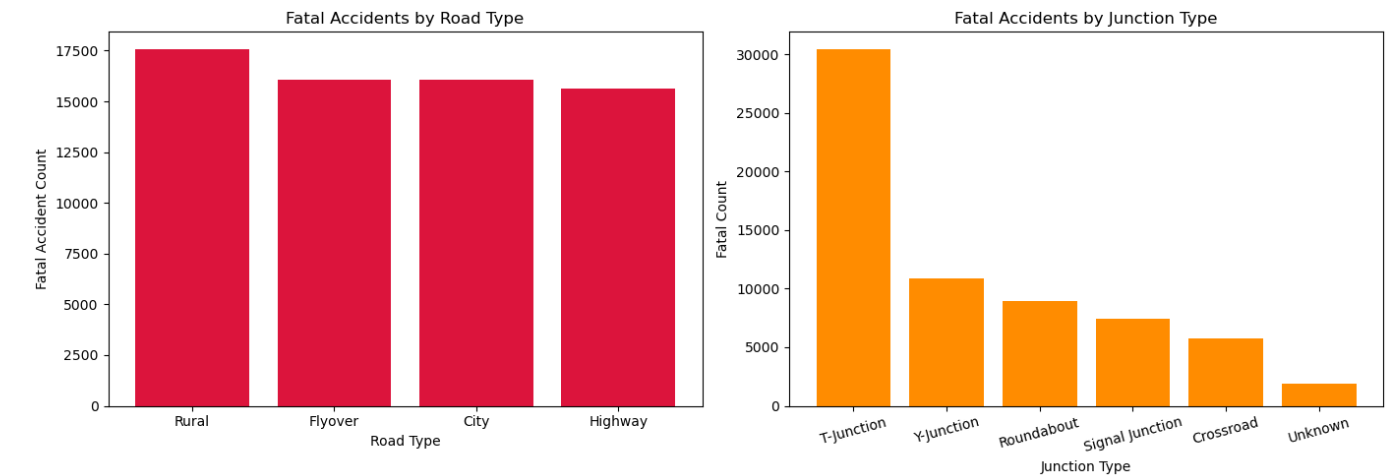 Fatal Accidents by Road Type
Fatal Accident Count
17500
15000
12500
10000
7500
5000
2500
0
Rural Flyover City Highway
Road Type
Fatal Accidents by Junction Type
Fatal Count
30000
25000
20000
15000
10000
5000
0
T-Junction Y-Junction Roundabout Signal Junction Crossroad Unknown
Junction Type